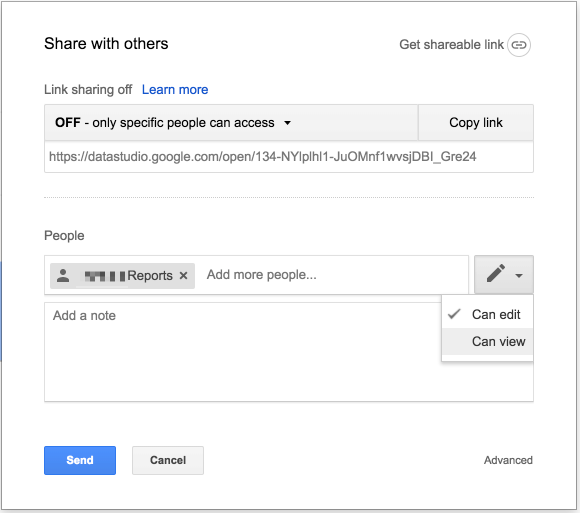 Share with others
Get shareable link
Link sharing off Learn more
OFF - only specific people can access
Copy link
https://datastudio.google.com/open/134-NYlplhl1-JuOMnf1wvsjDBI_Gre24
People
Reports
Add more people...
Add a note
Can edit
Can view
Send
Cancel
Advanced